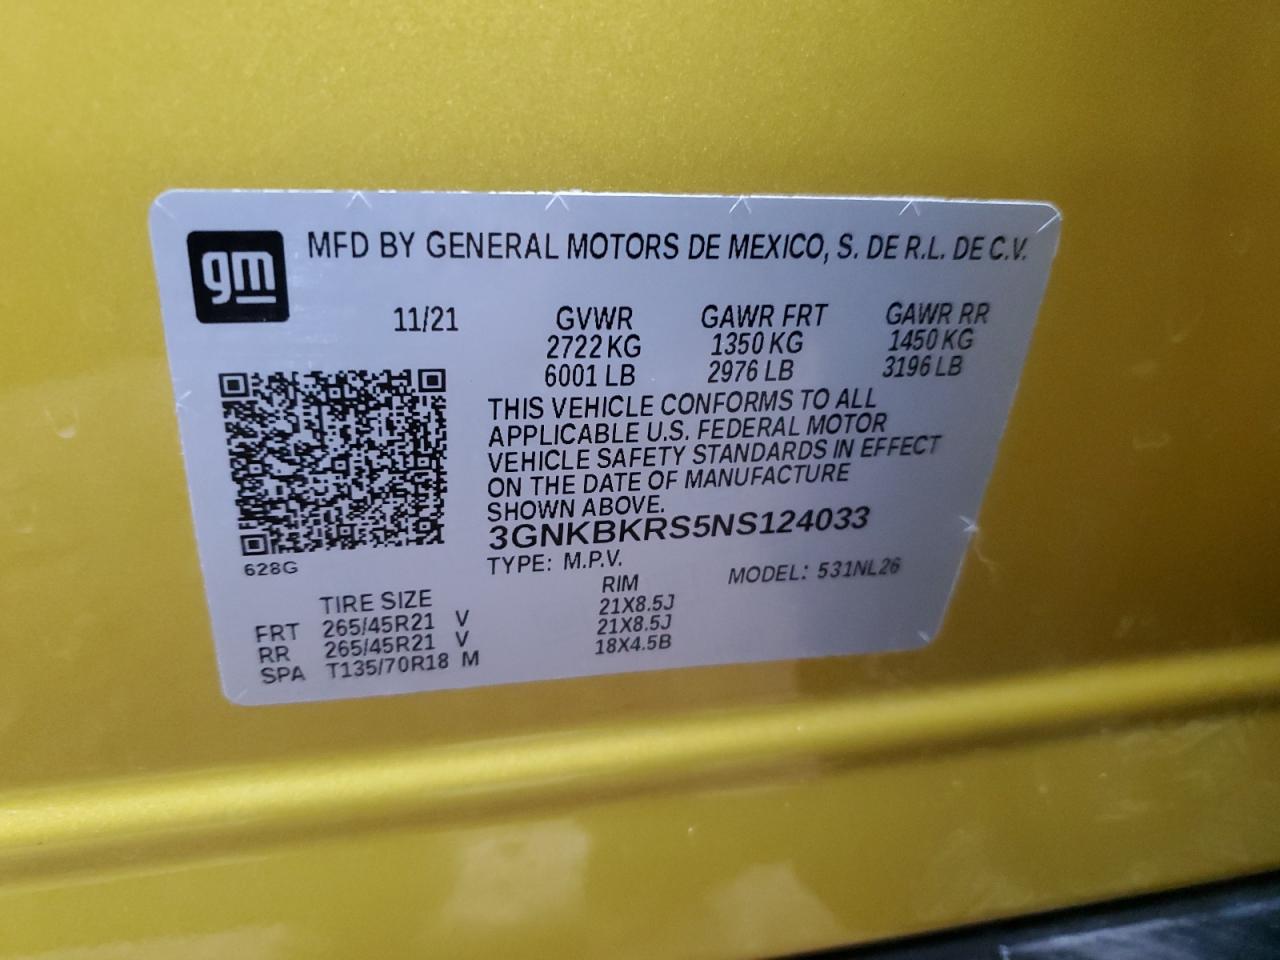 gm
MFD BY GENERAL MOTORS DE MEXICO, S. DE R.L. DE C.V.
11/21 GVWR GAWR FRT GAWR RR
2722 KG 1350 KG 1450 KG
6001 LB 2976 LB 3196 LB
THIS VEHICLE CONFORMS TO ALL
APPLICABLE U.S. FEDERAL MOTOR
VEHICLE SAFETY STANDARDS IN EFFECT
ON THE DATE OF MANUFACTURE
SHOWN ABOVE.
3GNKBKRS5NS124033
628G
TYPE: M.P.V. MODEL: 531NL26
TIRE SIZE RIM
FRT 265/45R21 V 21X8.5J
RR 265/45R21 V 21X8.5J
SPA T135/70R18 M 18X4.5B